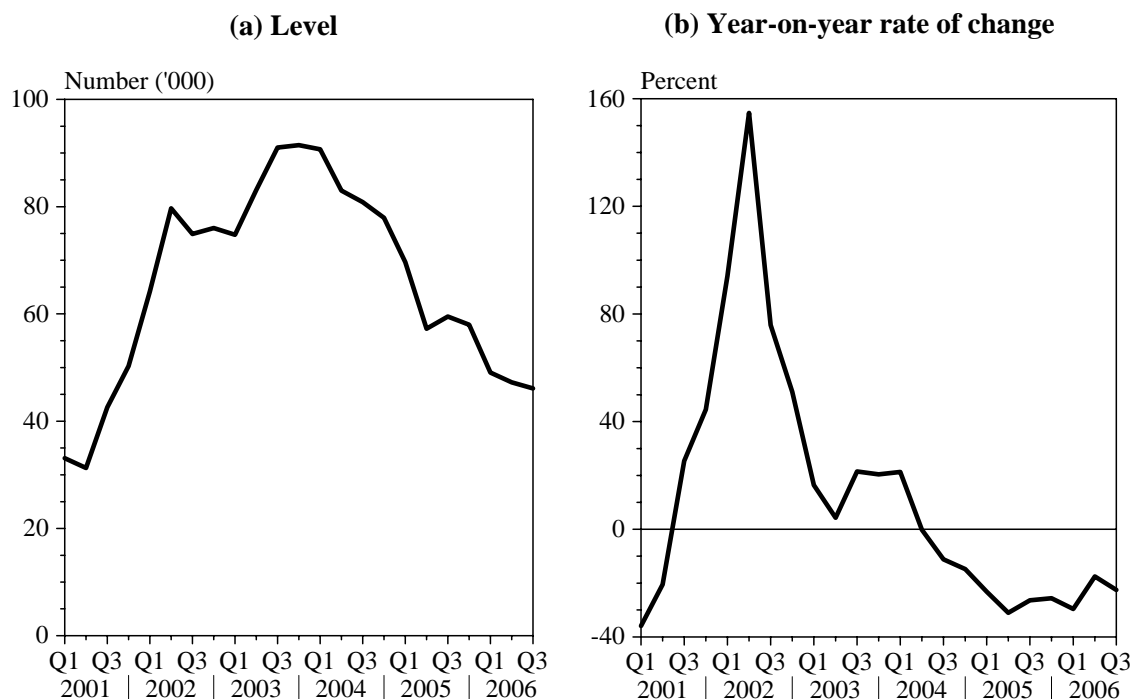 (a) Level
Number ('000)
100
80
60
40
20
0
Q1 Q3 Q1 Q3 Q1 Q3 Q1 Q3 Q1 Q3 Q1 Q3
2001 | 2002 | 2003 | 2004 | 2005 | 2006
(b) Year-on-year rate of change
Percent
160
120
80
40
0
-40
Q1 Q3 Q1 Q3 Q1 Q3 Q1 Q3 Q1 Q3 Q1 Q3
2001 | 2002 | 2003 | 2004 | 2005 | 2006